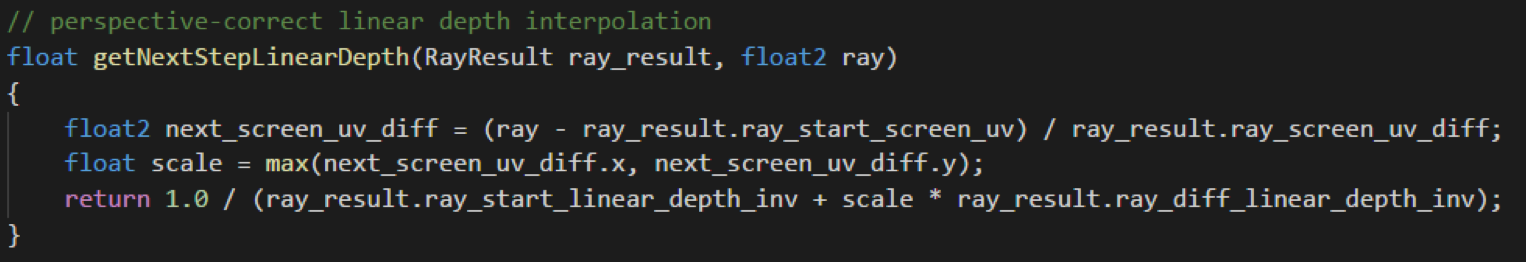 // perspective-correct linear depth interpolation
float getNextStepLinearDepth(RayResult ray_result, float2 ray)
{
    float2 next_screen_uv_diff = (ray - ray_result.ray_start_screen_uv) / ray_result.ray_screen_uv_diff;
    float scale = max(next_screen_uv_diff.x, next_screen_uv_diff.y);
    return 1.0 / (ray_result.ray_start_linear_depth_inv + scale * ray_result.ray_diff_linear_depth_inv);
}